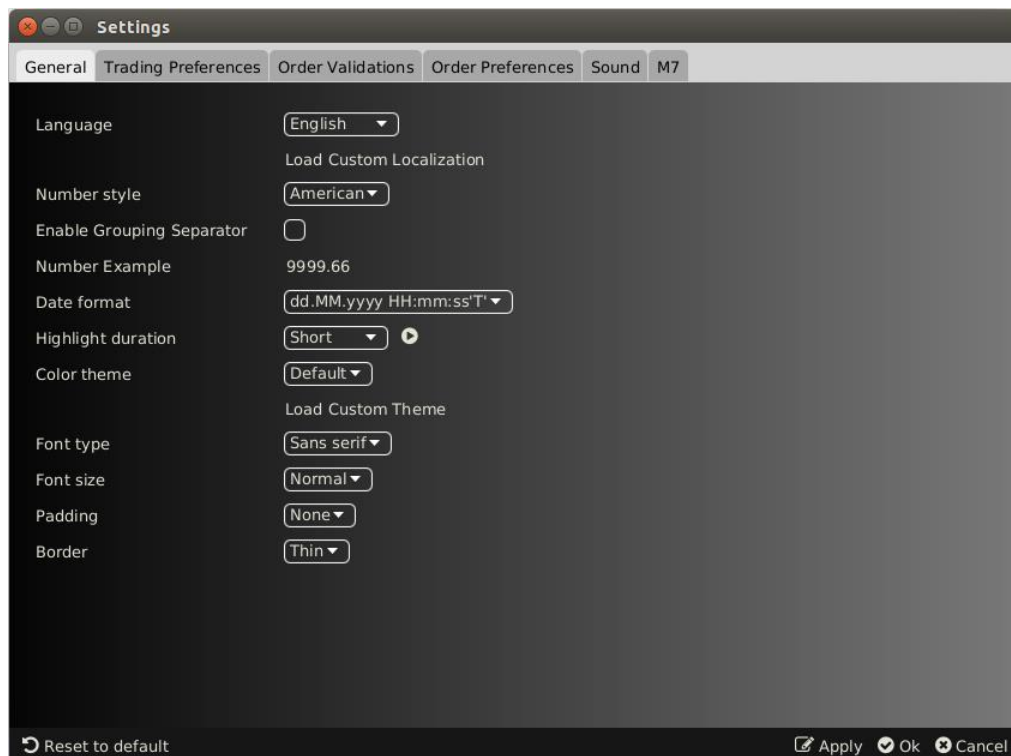 Settings
General Trading Preferences Order Validations Order Preferences Sound M7
Language English
Load Custom Localization
Number style American
Enable Grouping Separator
Number Example 9999.66
Date format dd.MM.yyyy HH:mm:ss'T'
Highlight duration Short
Color theme Default
Load Custom Theme
Font type Sans serif
Font size Normal
Padding None
Border Thin
Reset to default Apply Ok Cancel